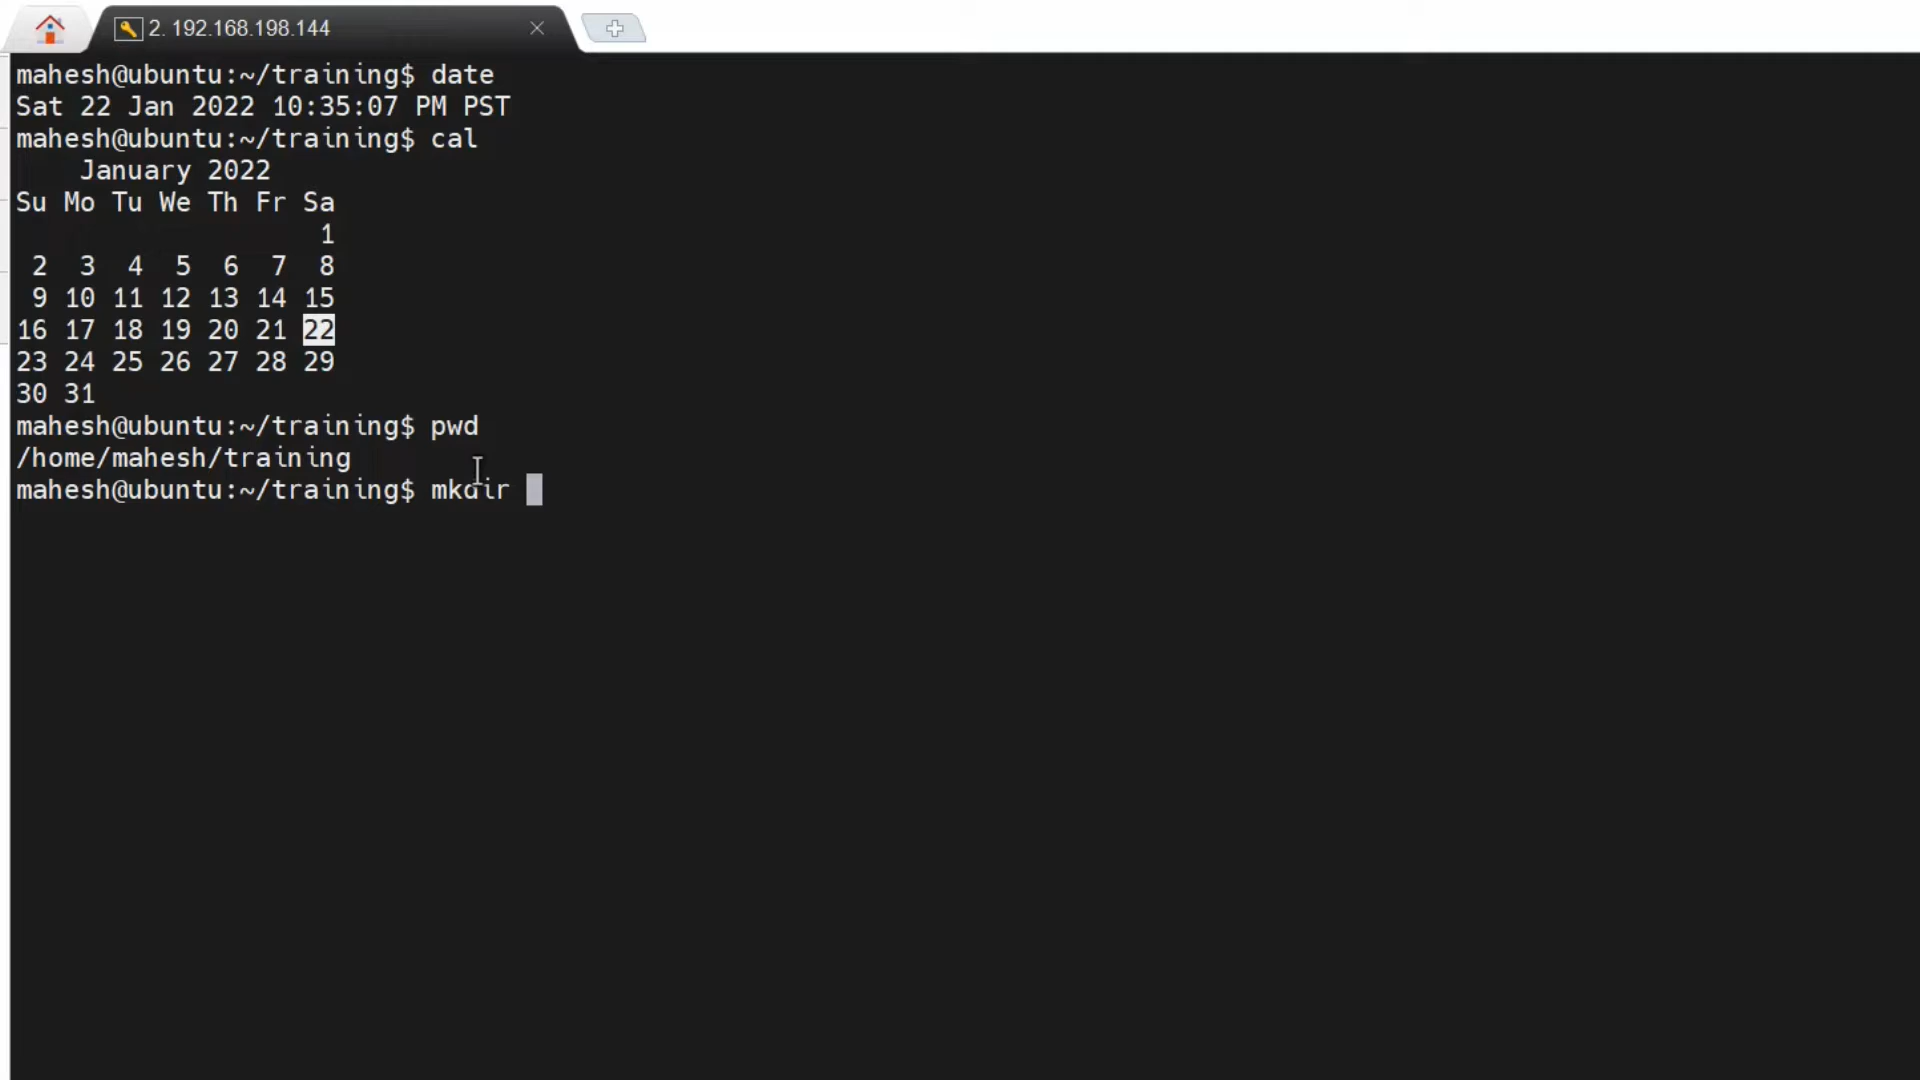 2. 192.168.198.144
mahesh@ubuntu:~/training$ date
Sat 22 Jan 2022 10:35:07 PM PST
mahesh@ubuntu:~/training$ cal
    January 2022
Su Mo Tu We Th Fr Sa
                   1
 2  3  4  5  6  7  8
 9 10 11 12 13 14 15
16 17 18 19 20 21 22
23 24 25 26 27 28 29
30 31
mahesh@ubuntu:~/training$ pwd
/home/mahesh/training
mahesh@ubuntu:~/training$ mkdir